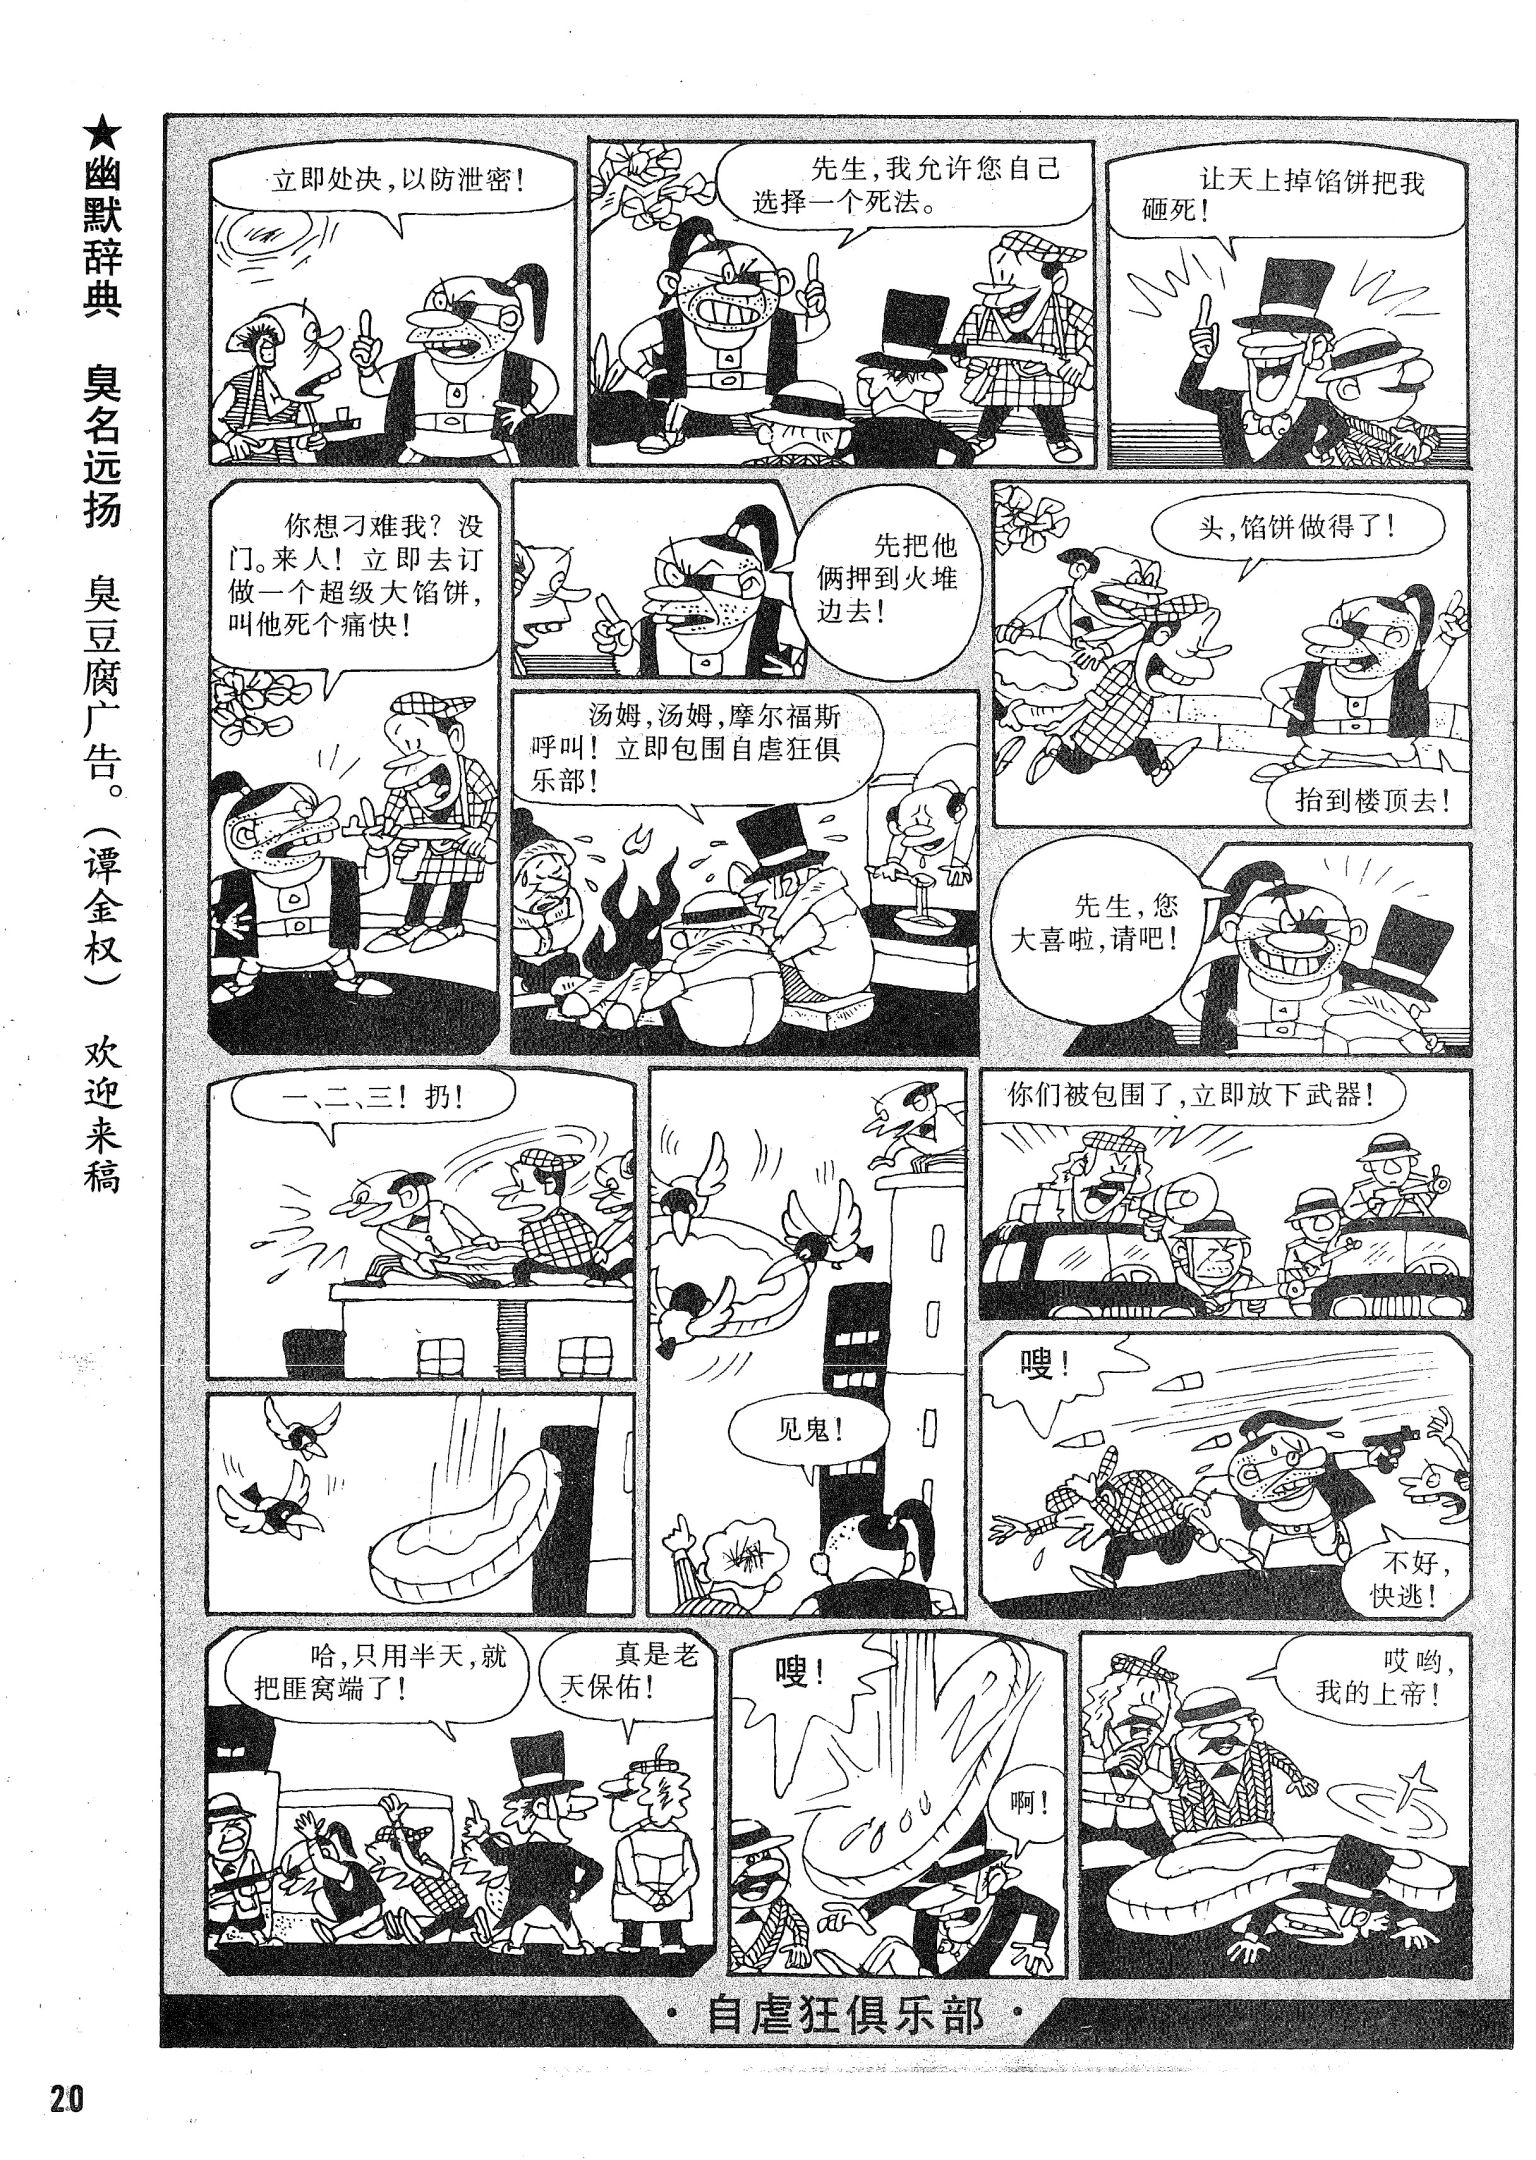 ★幽默辞典 臭名远扬 臭豆腐广告。（谭金权） 欢迎来稿
立即处决，以防泄密！
先生，我允许您自己
选择一个死法。
让天上掉馅饼把我
砸死！
你想刁难我？没
门。来人！立即去订
做一个超级大馅饼，
叫他死个痛快！
先把他
俩押到火堆
边去！
汤姆，汤姆，摩尔福斯
呼叫！立即包围自虐狂俱
乐部！
头，馅饼做得了！
抬到楼顶去！
先生，您
大喜啦，请吧！
一、二、三！扔！
见鬼！
你们被包围了，立即放下武器！
嗖！
不好，
快逃！
哈，只用半天，就
把匪窝端了！
真是老
天保佑！
嗖！
啊！
哎哟，
我的上帝！
·自虐狂俱乐部·
20